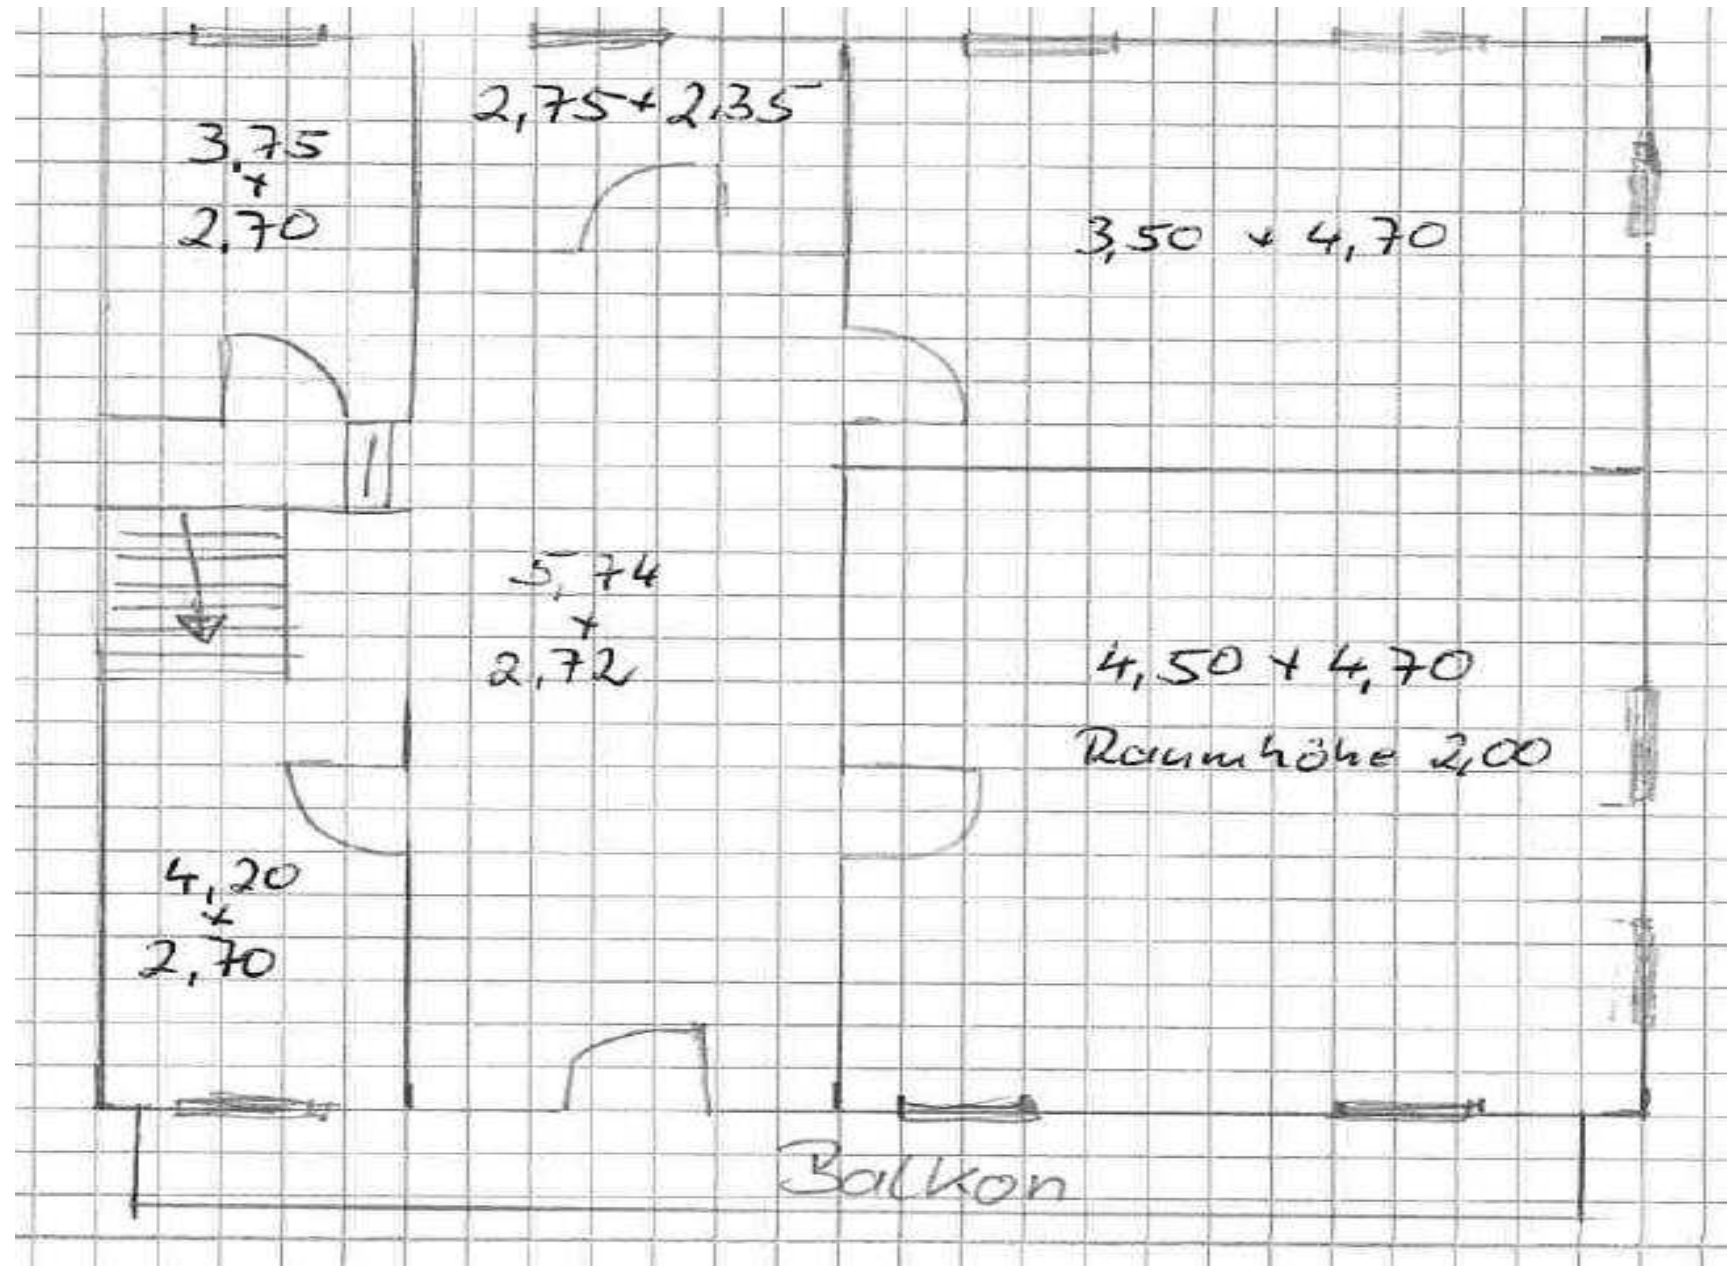 2,75 + 2,35
3,75
+
2,70
3,50 + 4,70
5,74
+
2,72
4,50 + 4,70
Raumhöhe 2,00
4,20
+
2,70
Balkon